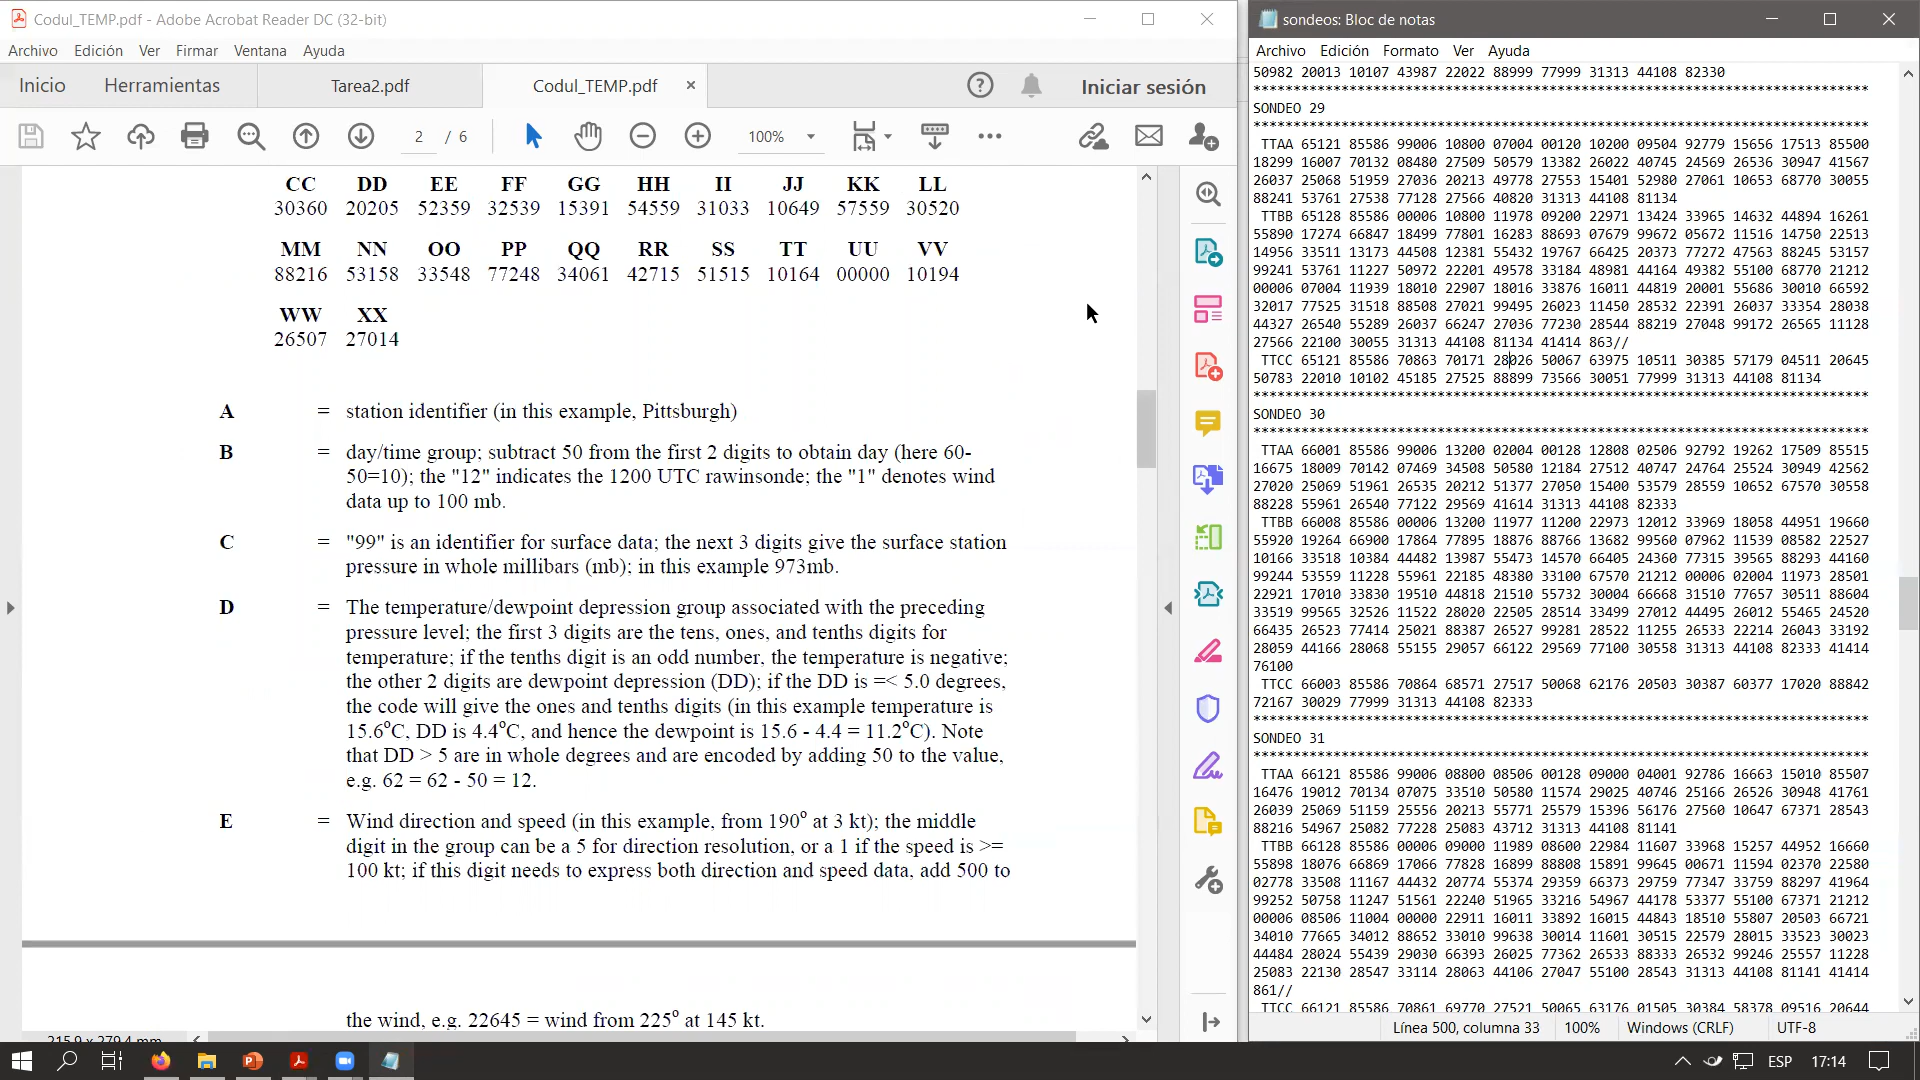 Codul_TEMP.pdf - Adobe Acrobat Reader DC (32-bit)
Archivo Edición Ver Firmar Ventana Ayuda
Inicio Herramientas Tarea2.pdf Codul_TEMP.pdf × Iniciar sesión
2 / 6 100%
CC DD EE FF GG HH II JJ KK LL
30360 20205 52359 32539 15391 54559 31033 10649 57559 30520
MM NN OO PP QQ RR SS TT UU VV
88216 53158 33548 77248 34061 42715 51515 10164 00000 10194
WW XX
26507 27014
A = station identifier (in this example, Pittsburgh)
B = day/time group; subtract 50 from the first 2 digits to obtain day (here 60-
50=10); the "12" indicates the 1200 UTC rawinsonde; the "1" denotes wind
data up to 100 mb.
C = "99" is an identifier for surface data; the next 3 digits give the surface station
pressure in whole millibars (mb); in this example 973mb.
D = The temperature/dewpoint depression group associated with the preceding
pressure level; the first 3 digits are the tens, ones, and tenths digits for
temperature; if the tenths digit is an odd number, the temperature is negative;
the other 2 digits are dewpoint depression (DD); if the DD is =< 5.0 degrees,
the code will give the ones and tenths digits (in this example temperature is
15.6°C, DD is 4.4°C, and hence the dewpoint is 15.6 - 4.4 = 11.2°C). Note
that DD > 5 are in whole degrees and are encoded by adding 50 to the value,
e.g. 62 = 62 - 50 = 12.
E = Wind direction and speed (in this example, from 190° at 3 kt); the middle
digit in the group can be a 5 for direction resolution, or a 1 if the speed is >=
100 kt; if this digit needs to express both direction and speed data, add 500 to
the wind, e.g. 22645 = wind from 225° at 145 kt.
215.9 x 279.4 mm
sondeos: Bloc de notas
Archivo Edición Formato Ver Ayuda
50982 20013 10107 43987 22022 88999 77999 31313 44108 82330
*****************************************************************************
SONDEO 29
*****************************************************************************
TTAA 65121 85586 99006 10800 07004 00120 10200 09504 92779 15656 17513 85500
18299 16007 70132 08480 27509 50579 13382 26022 40745 24569 26536 30947 41567
26037 25068 51959 27036 20213 49778 27553 15401 52980 27061 10653 68770 30055
88241 53761 27538 77128 27566 40820 31313 44108 81134
TTBB 65128 85586 00006 10800 11978 09200 22971 13424 33965 14632 44894 16261
55890 17274 66847 18499 77801 16283 88693 07679 99672 05672 11516 14750 22513
14956 33511 13173 44508 12381 55432 19767 66425 20373 77272 47563 88245 53157
99241 53761 11227 50972 22201 49578 33184 48981 44164 49382 55100 68770 21212
00006 07004 11939 18010 22907 18016 33876 16011 44819 20001 55686 30010 66592
32017 77525 31518 88508 27021 99495 26023 11450 28532 22391 26037 33354 28038
44327 26540 55289 26037 66247 27036 77230 28544 88219 27048 99172 26565 11128
27566 22100 30055 31313 44108 81134 41414 863//
TTCC 65121 85586 70863 70171 28026 50067 63975 10511 30385 57179 04511 20645
50783 22010 10102 45185 27525 88899 73566 30051 77999 31313 44108 81134
*****************************************************************************
SONDEO 30
*****************************************************************************
TTAA 66001 85586 99006 13200 02004 00128 12808 02506 92792 19262 17509 85515
16675 18009 70142 07469 34508 50580 12184 27512 40747 24764 25524 30949 42562
27020 25069 51961 26535 20212 51377 27050 15400 53579 28559 10652 67570 30558
88228 55961 26540 77122 29569 41614 31313 44108 82333
TTBB 66008 85586 00006 13200 11977 11200 22973 12012 33969 18058 44951 19660
55920 19264 66900 17864 77895 18876 88766 13682 99560 07962 11539 08582 22527
10166 33518 10384 44482 13987 55473 14570 66405 24360 77315 39565 88293 44160
99244 53559 11228 55961 22185 48380 33100 67570 21212 00006 02004 11973 28501
22921 17010 33830 19510 44818 21510 55732 30004 66668 31510 77657 30511 88604
33519 99565 32526 11522 28020 22505 28514 33499 27012 44495 26012 55465 24520
66435 26523 77414 25021 88387 26527 99281 28522 11255 26533 22214 26043 33192
28059 44166 28068 55155 29057 66122 29569 77100 30558 31313 44108 82333 41414
76100
TTCC 66003 85586 70864 68571 27517 50068 62176 20503 30387 60377 17020 88842
72167 30029 77999 31313 44108 82333
*****************************************************************************
SONDEO 31
*****************************************************************************
TTAA 66121 85586 99006 08800 08506 00128 09000 04001 92786 16663 15010 85507
16476 19012 70134 07075 33510 50580 11574 29025 40746 25166 26526 30948 41761
26039 25069 51159 25556 20213 55771 25579 15396 56176 27560 10647 67371 28543
88216 54967 25082 77228 25083 43712 31313 44108 81141
TTBB 66128 85586 00006 09000 11989 08600 22984 11607 33968 15257 44952 16660
55898 18076 66869 17066 77828 16899 88808 15891 99645 00671 11594 02370 22580
02778 33508 11167 44432 20774 55374 29359 66373 29759 77347 33759 88297 41964
99252 50758 11247 51561 22240 51965 33216 54967 44178 53377 55100 67371 21212
00006 08506 11004 00000 22911 16011 33892 16015 44843 18510 55807 20503 66721
34010 77665 34012 88652 33010 99638 30014 11601 30515 22579 28015 33523 30023
44484 28024 55439 29030 66393 26025 77362 26533 88333 26532 99246 25557 11228
25083 22130 28547 33114 28063 44106 27047 55100 28543 31313 44108 81141 41414
861//
TTCC 66121 85586 70861 69770 27521 50065 63176 01505 30384 58378 09516 20644
Línea 500, columna 33 100% Windows (CRLF) UTF-8
ESP 17:14